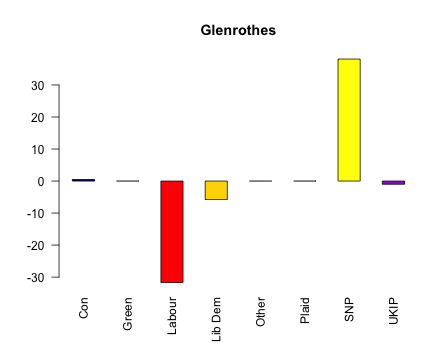 Glenrothes
30
20
10
0
-10
-20
-30
Con
Green
Labour
Lib Dem
Other
Plaid
SNP
UKIP